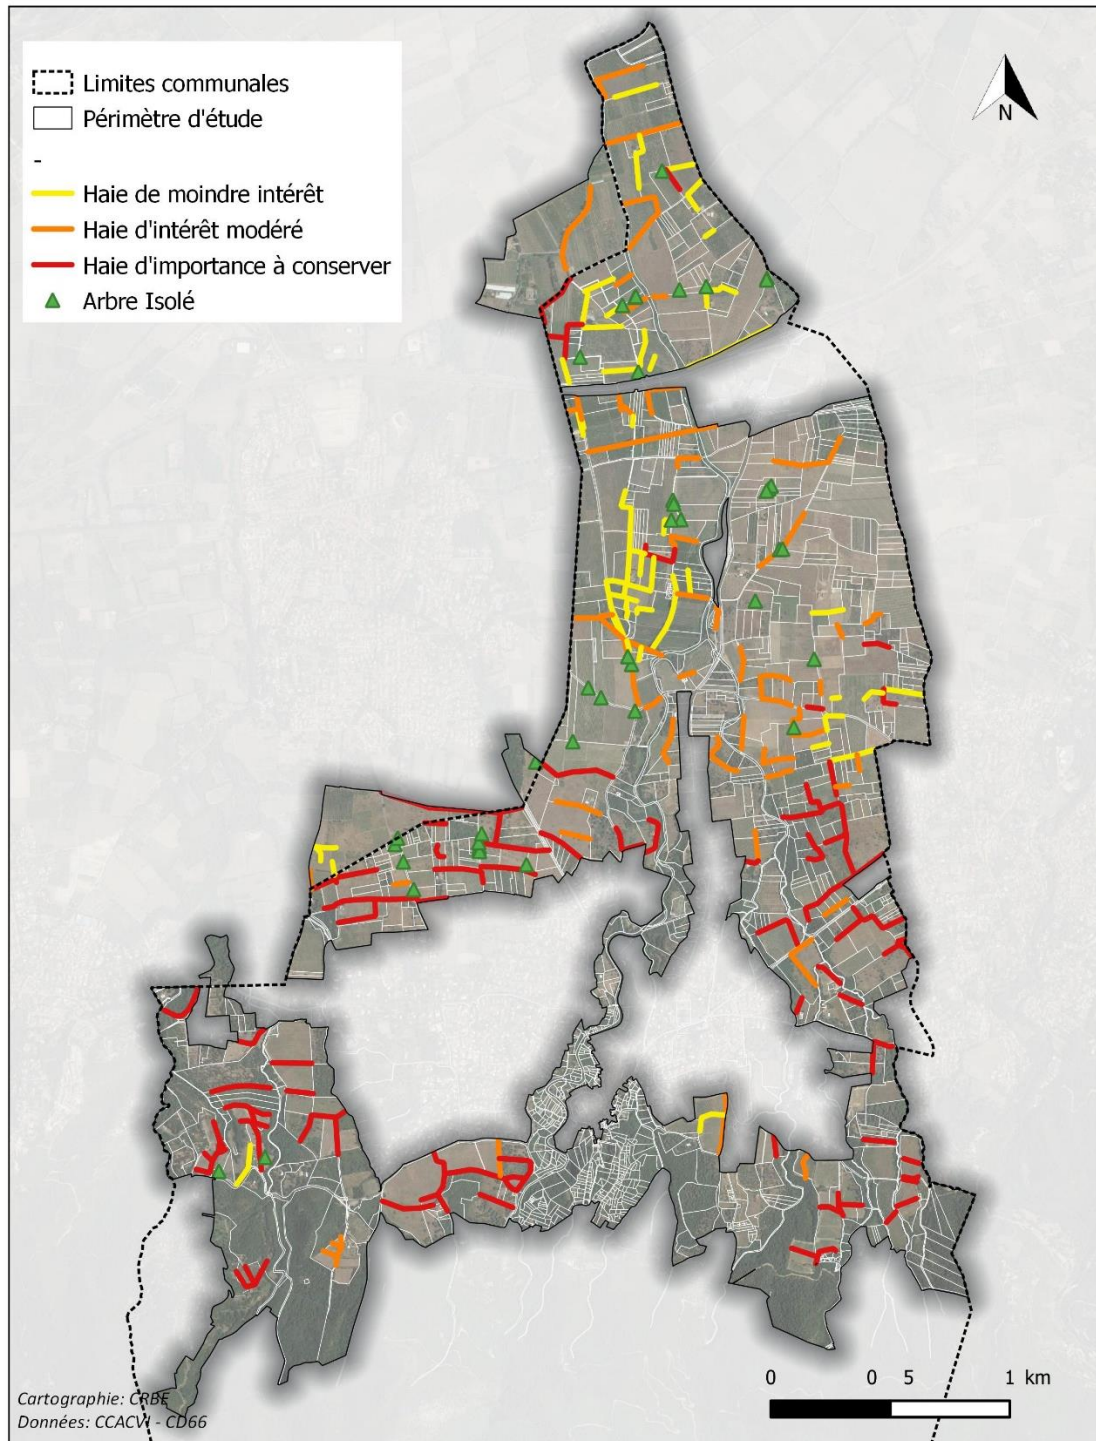 Limites communales
Périmètre d'étude
-
Haie de moindre intérêt
Haie d'intérêt modéré
Haie d'importance à conserver
Arbre Isolé
N
0 0 5 1 km
Cartographie: CRBE
Données: CCACVI - CD66